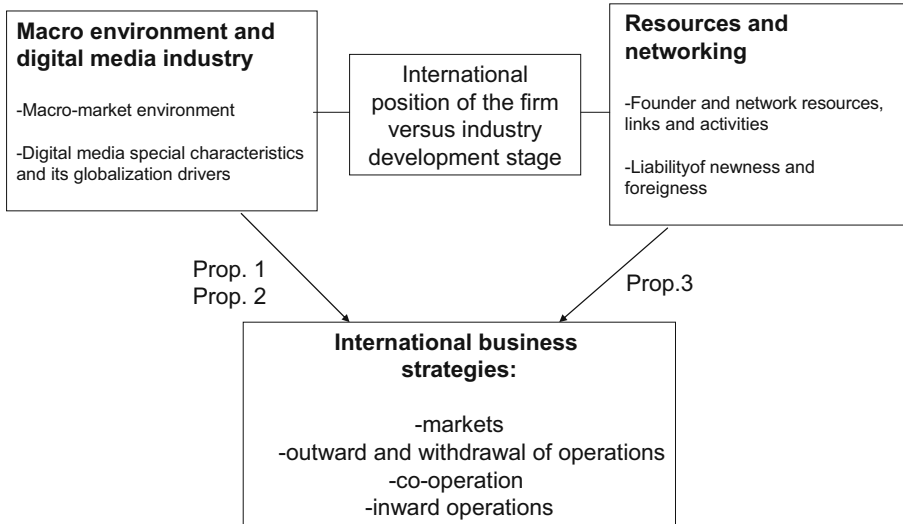 Macro environment and
digital media industry
-Macro-market environment
-Digital media special characteristics
and its globalization drivers
International
position of the firm
versus industry
development stage
Resources and
networking
-Founder and network resources,
links and activities
-Liabilityof newness and
foreigness
Prop. 1
Prop. 2
Prop.3
International business
strategies:
-markets
-outward and withdrawal of operations
-co-operation
-inward operations